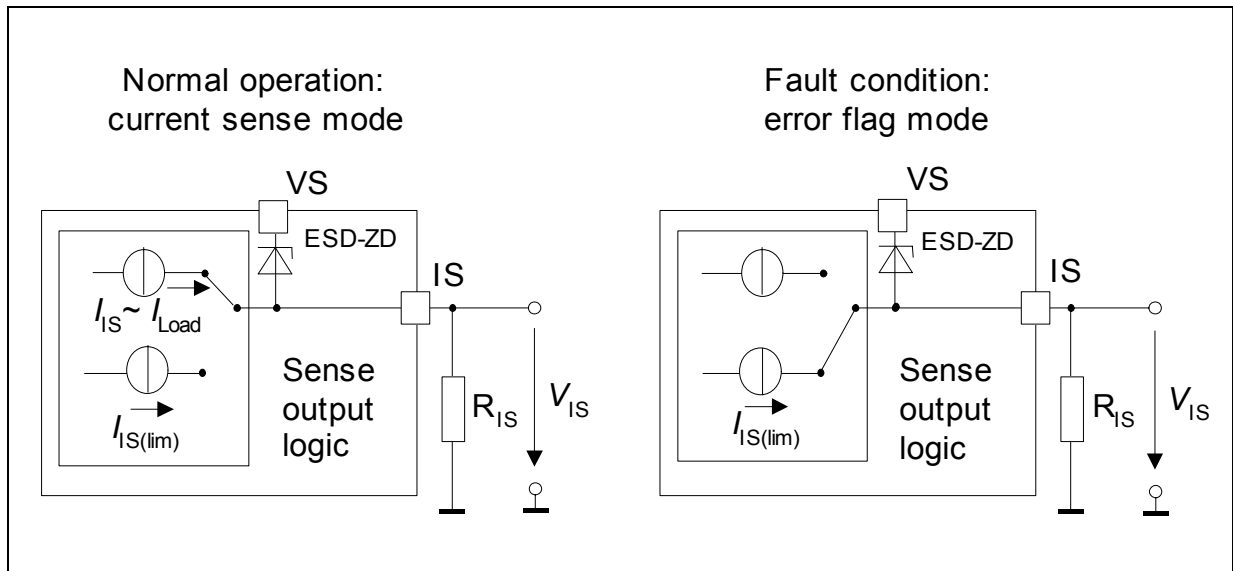 Normal operation:
current sense mode
VS
ESD-ZD
IS
I_IS ~ I_Load
I_IS(lim)
Sense
output
logic
R_IS
V_IS
Fault condition:
error flag mode
VS
ESD-ZD
IS
I_IS(lim)
Sense
output
logic
R_IS
V_IS